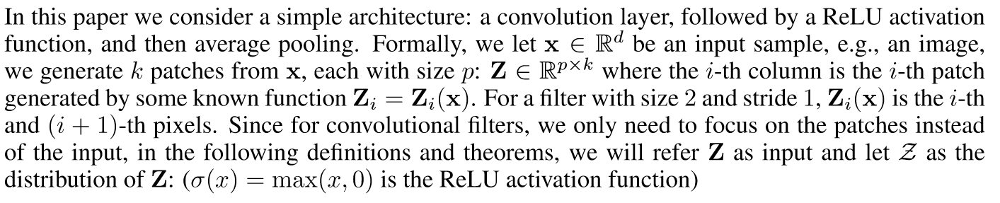 In this paper we consider a simple architecture: a convolution layer, followed by a ReLU activation
function, and then average pooling. Formally, we let $\mathbf{x} \in \mathbb{R}^d$ be an input sample, e.g., an image,
we generate $k$ patches from $\mathbf{x}$, each with size $p$: $\mathbf{Z} \in \mathbb{R}^{p \times k}$ where the $i$-th column is the $i$-th patch
generated by some known function $\mathbf{Z}_i = \mathbf{Z}_i(\mathbf{x})$. For a filter with size 2 and stride 1, $\mathbf{Z}_i(\mathbf{x})$ is the $i$-th
and $(i + 1)$-th pixels. Since for convolutional filters, we only need to focus on the patches instead
of the input, in the following definitions and theorems, we will refer $\mathbf{Z}$ as input and let $\mathcal{Z}$ as the
distribution of $\mathbf{Z}$: ($\sigma(x) = \max(x, 0)$ is the ReLU activation function)